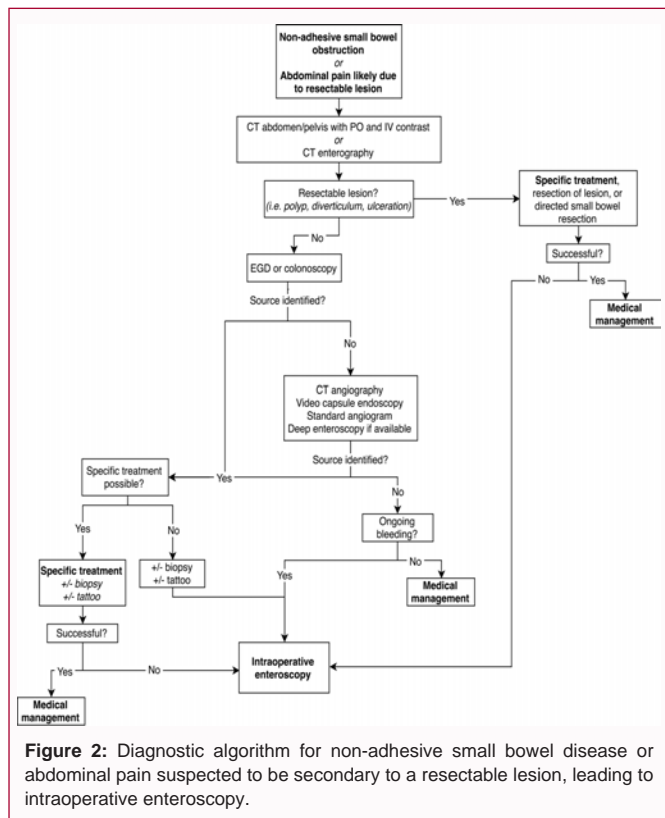 Non-adhesive small bowel
obstruction
or
Abdominal pain likely due
to resectable lesion
CT abdomen/pelvis with PO and IV contrast
or
CT enterography
Resectable lesion?
(i.e. polyp, diverticulum, ulceration)
Yes
Specific treatment,
resection of lesion, or
directed small bowel
resection
No
Successful?
EGD or colonoscopy
No
Yes
Source identified?
Medical
management
No
CT angiography
Video capsule endoscopy
Standard angiogram
Deep enteroscopy if available
Specific treatment
possible?
Yes
Source identified?
No
Yes
No
Ongoing
bleeding?
Specific treatment
+/- biopsy
+/- tattoo
+/- biopsy
+/- tattoo
Yes
No
Medical
management
Successful?
Yes
No
Intraoperative
enteroscopy
Medical
management
Figure 2: Diagnostic algorithm for non-adhesive small bowel disease or
abdominal pain suspected to be secondary to a resectable lesion, leading to
intraoperative enteroscopy.